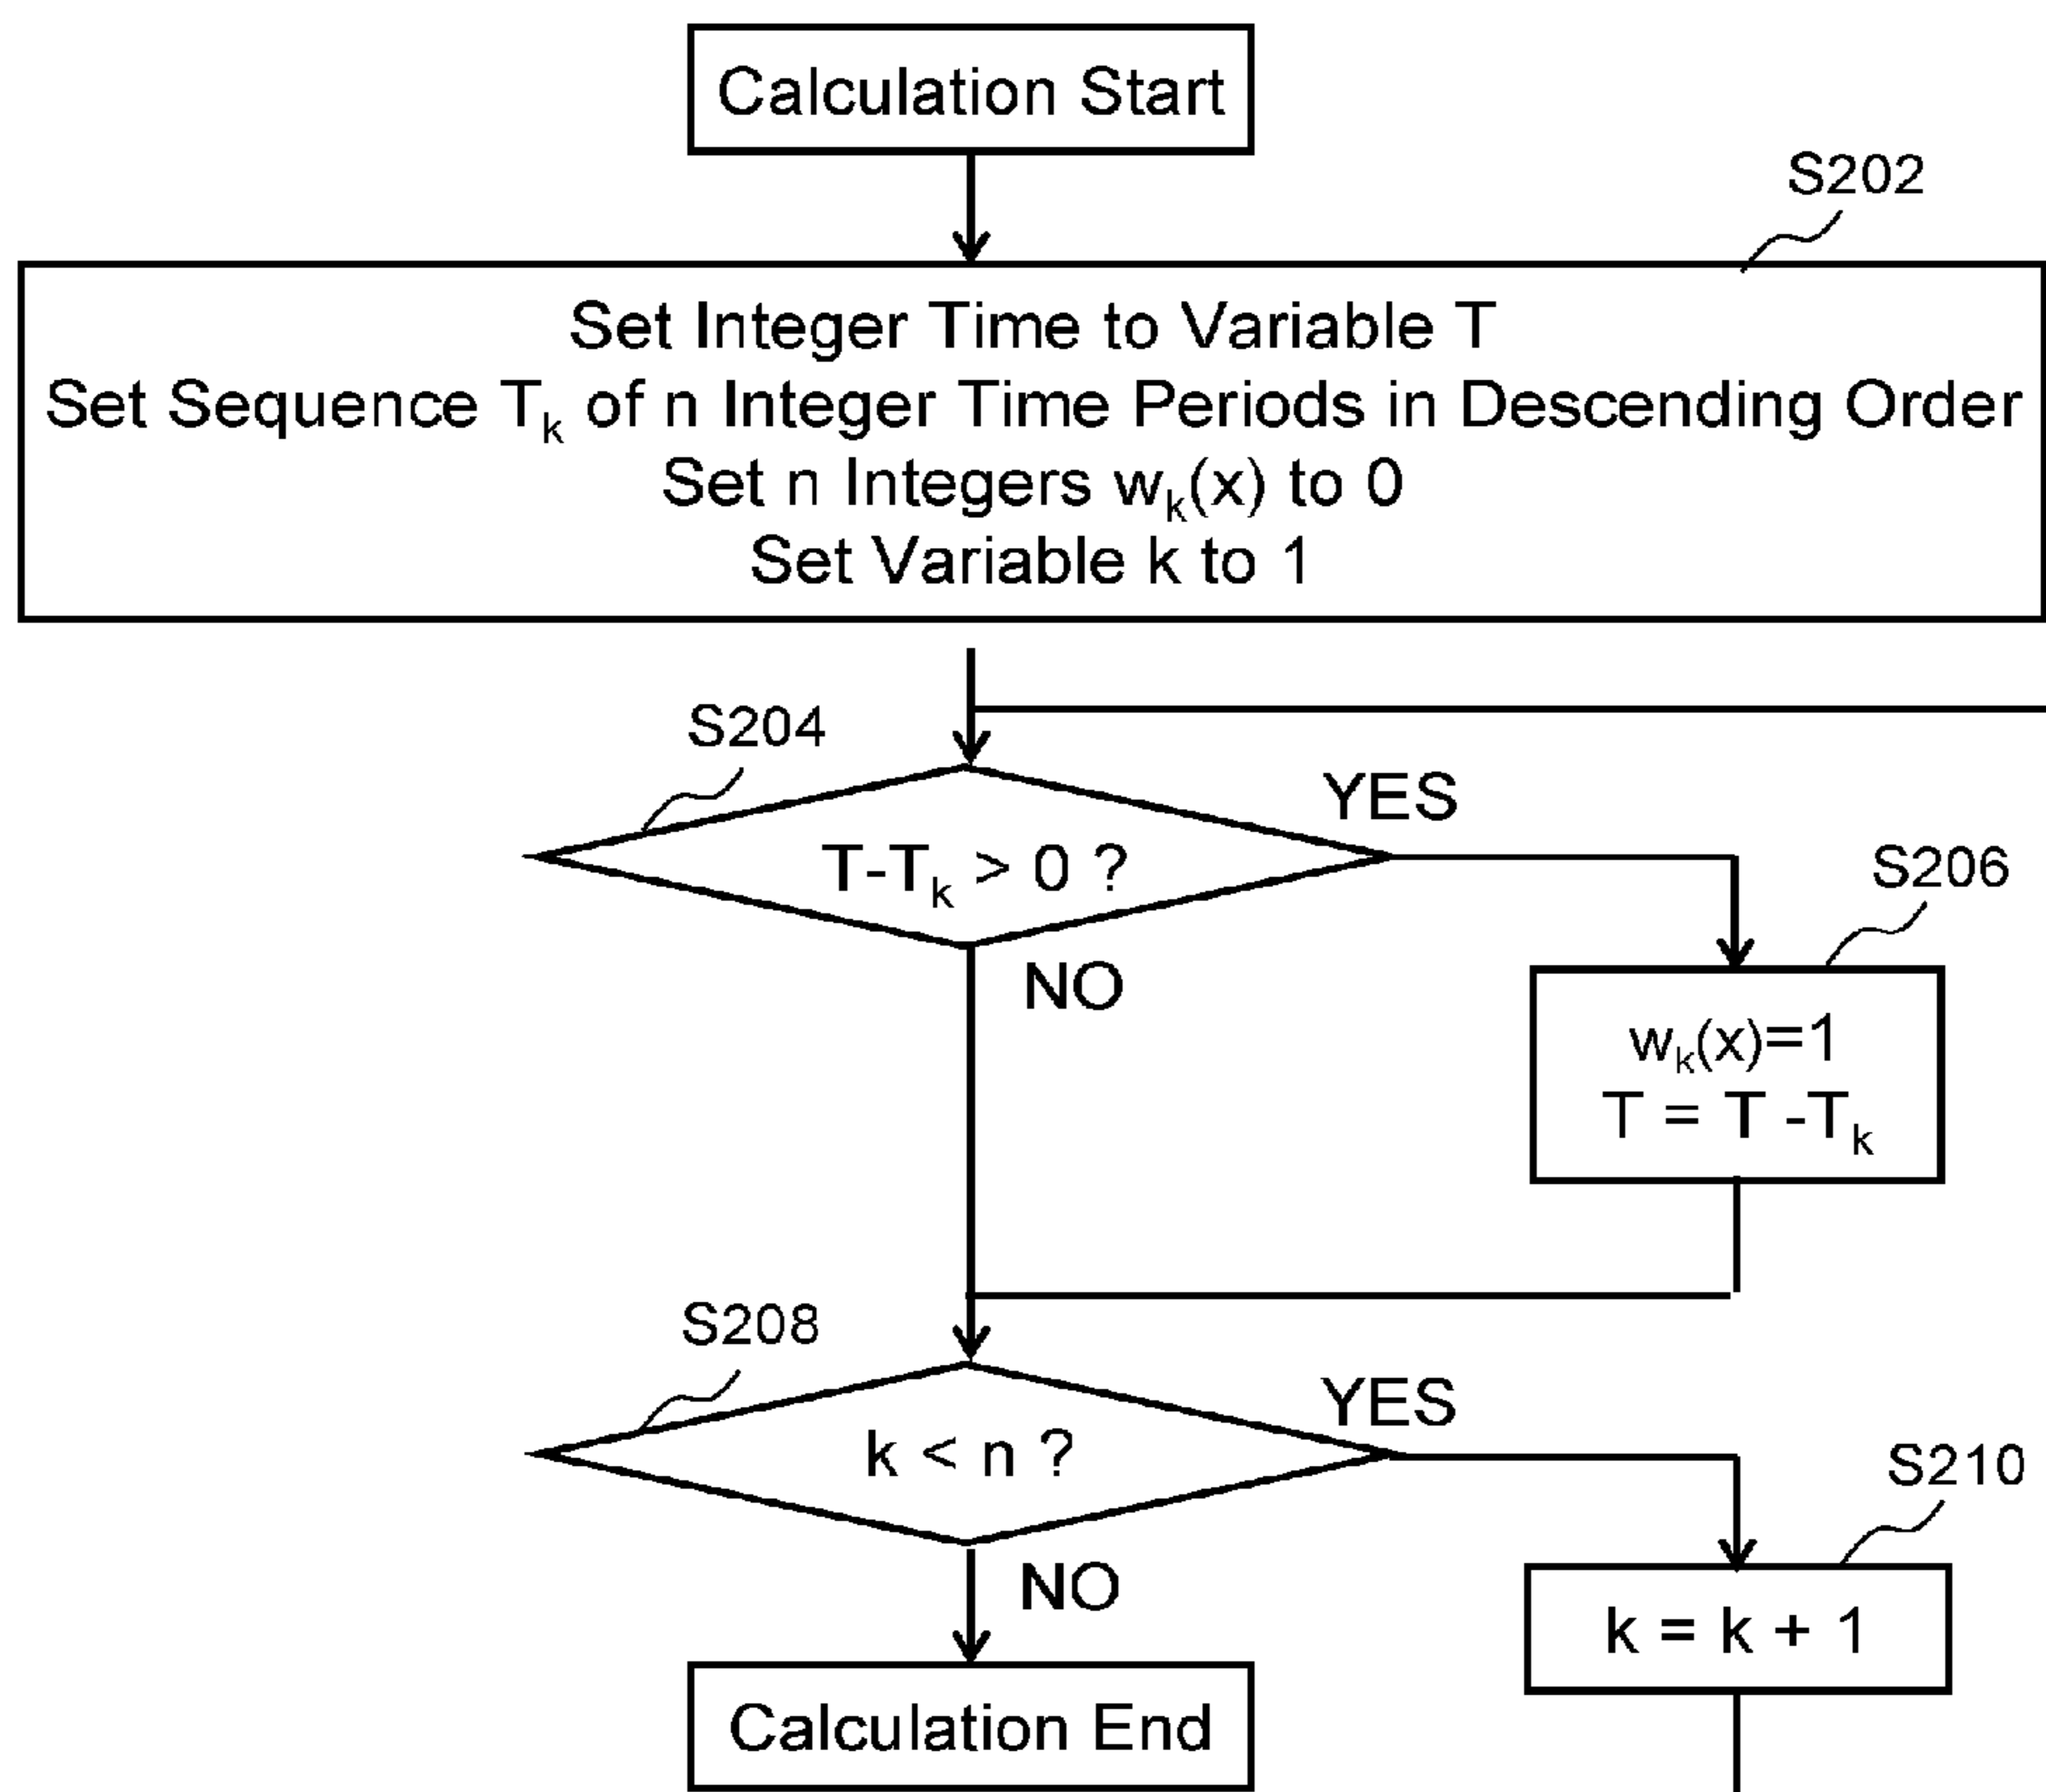 Calculation Start
S202
Set Integer Time to Variable T
Set Sequence Tk of n Integer Time Periods in Descending Order
Set n Integers wk(x) to 0
Set Variable k to 1
S204
YES
T-Tk > 0 ?
S206
NO
wk(x)=1
T = T -Tk
S208
YES
k < n ?
S210
NO
k = k + 1
Calculation End